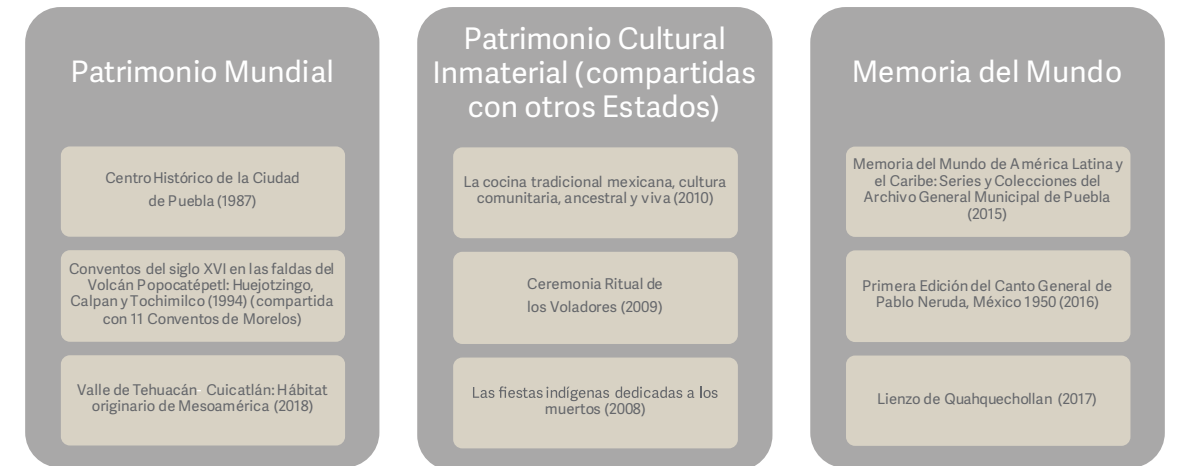 Patrimonio Mundial
Centro Histórico de la Ciudad
de Puebla (1987)
Conventos del siglo XVI en las faldas del
Volcán Popocatépetl: Huejotzingo,
Calpan y Tochimilco (1994) (compartida
con 11 Conventos de Morelos)
Valle de Tehuacán- Cuicatlán: Hábitat
originario de Mesoamérica (2018)
Patrimonio Cultural
Inmaterial (compartidas
con otros Estados)
La cocina tradicional mexicana, cultura
comunitaria, ancestral y viva (2010)
Ceremonia Ritual de
los Voladores (2009)
Las fiestas indígenas dedicadas a los
muertos (2008)
Memoria del Mundo
Memoria del Mundo de América Latina y
el Caribe: Series y Colecciones del
Archivo General Municipal de Puebla
(2015)
Primera Edición del Canto General de
Pablo Neruda, México 1950 (2016)
Lienzo de Quahquechollan (2017)